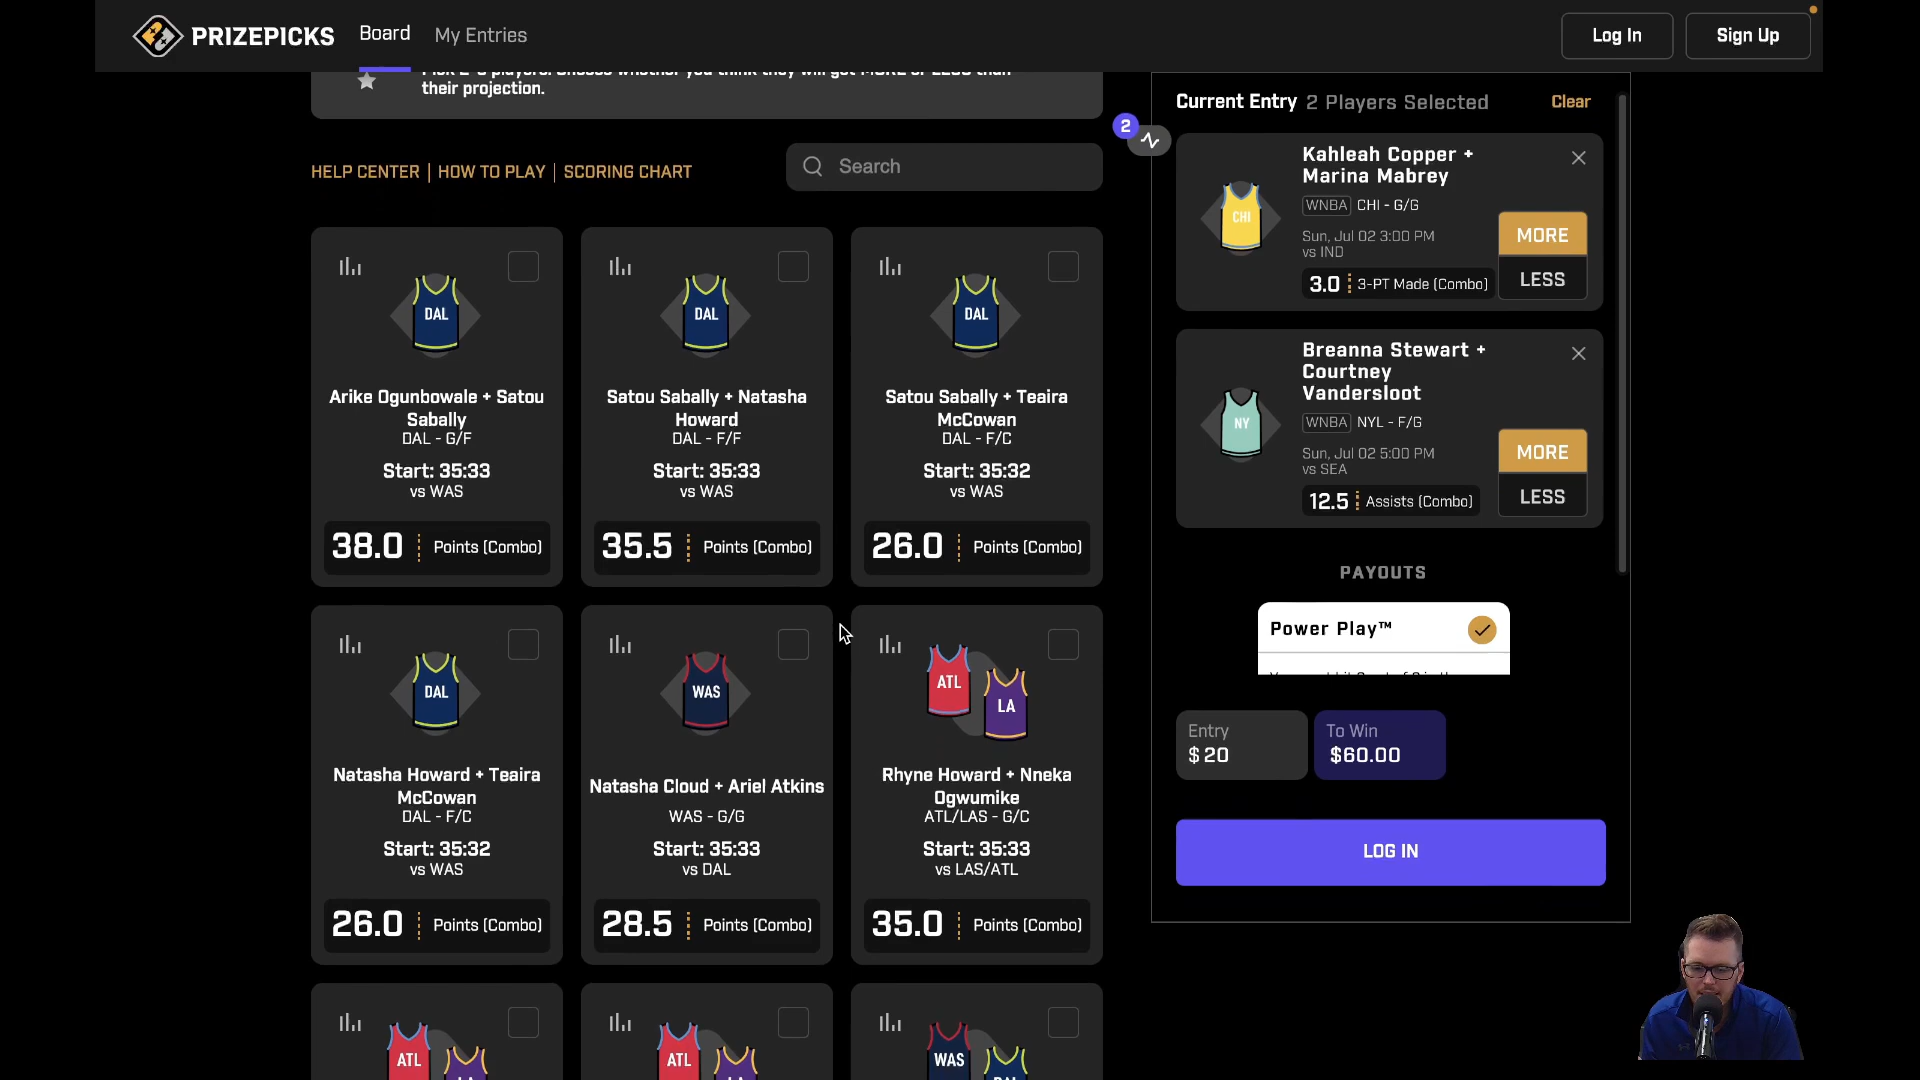 PRIZEPICKS
Board
My Entries
Log In
Sign Up
their projection.
HELP CENTER | HOW TO PLAY | SCORING CHART
Search
DAL
Arike Ogunbowale + Satou
Sabally
DAL - G/F
Start: 35:33
vs WAS
38.0 Points (Combo)
DAL
Satou Sabally + Natasha
Howard
DAL - F/F
Start: 35:33
vs WAS
35.5 Points (Combo)
DAL
Satou Sabally + Teaira
McCowan
DAL - F/C
Start: 35:32
vs WAS
26.0 Points (Combo)
DAL
Natasha Howard + Teaira
McCowan
DAL - F/C
Start: 35:32
vs WAS
26.0 Points (Combo)
WAS
Natasha Cloud + Ariel Atkins
WAS - G/G
Start: 35:33
vs DAL
28.5 Points (Combo)
ATL
LA
Rhyne Howard + Nneka
Ogwumike
ATL/LAS - G/C
Start: 35:33
vs LAS/ATL
35.0 Points (Combo)
ATL
ATL
WAS
Current Entry 2 Players Selected
Clear
2
CHI
Kahleah Copper +
Marina Mabrey
WNBA CHI - G/G
Sun, Jul 02 3:00 PM
vs IND
3.0 3-PT Made (Combo)
MORE
LESS
NY
Breanna Stewart +
Courtney
Vandersloot
WNBA NYL - F/G
Sun, Jul 02 5:00 PM
vs SEA
12.5 Assists (Combo)
MORE
LESS
PAYOUTS
Power Play™
Entry
$ 20
To Win
$60.00
LOG IN